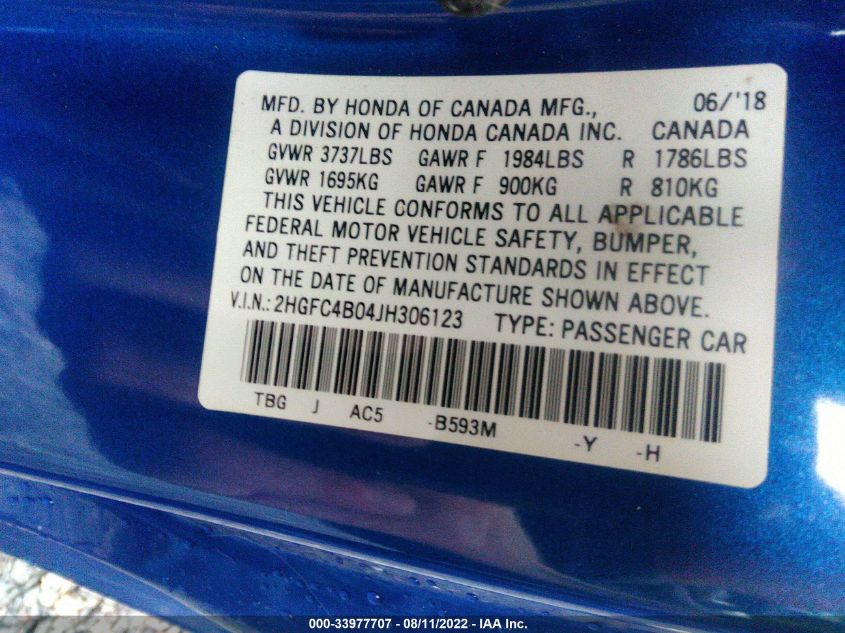 MFD. BY HONDA OF CANADA MFG., 06/'18
A DIVISION OF HONDA CANADA INC. CANADA
GVWR 3737LBS GAWR F 1984LBS R 1786LBS
GVWR 1695KG GAWR F 900KG R 810KG
THIS VEHICLE CONFORMS TO ALL APPLICABLE
FEDERAL MOTOR VEHICLE SAFETY, BUMPER,
AND THEFT PREVENTION STANDARDS IN EFFECT
ON THE DATE OF MANUFACTURE SHOWN ABOVE.
V.I.N.: 2HGFC4B04JH306123 TYPE: PASSENGER CAR
TBG J AC5 -B593M -Y -H
000-33977707 - 08/11/2022 - IAA Inc.